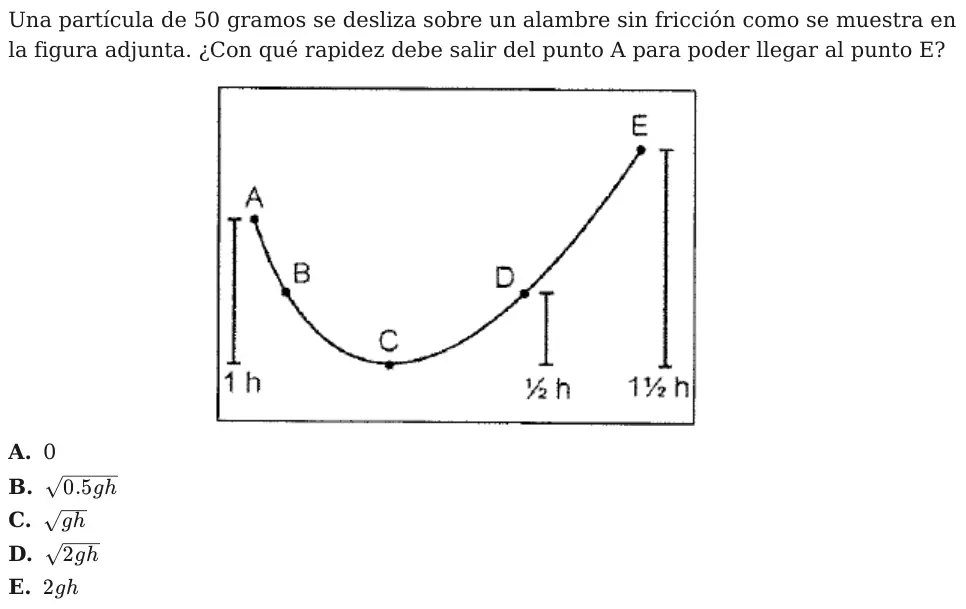 Una partícula de 50 gramos se desliza sobre un alambre sin fricción como se muestra en
la figura adjunta. ¿Con qué rapidez debe salir del punto A para poder llegar al punto E?
E
A
B
D
C
1 h
½ h
1½ h
A. 0
B. √0.5gh
C. √gh
D. √2gh
E. 2gh